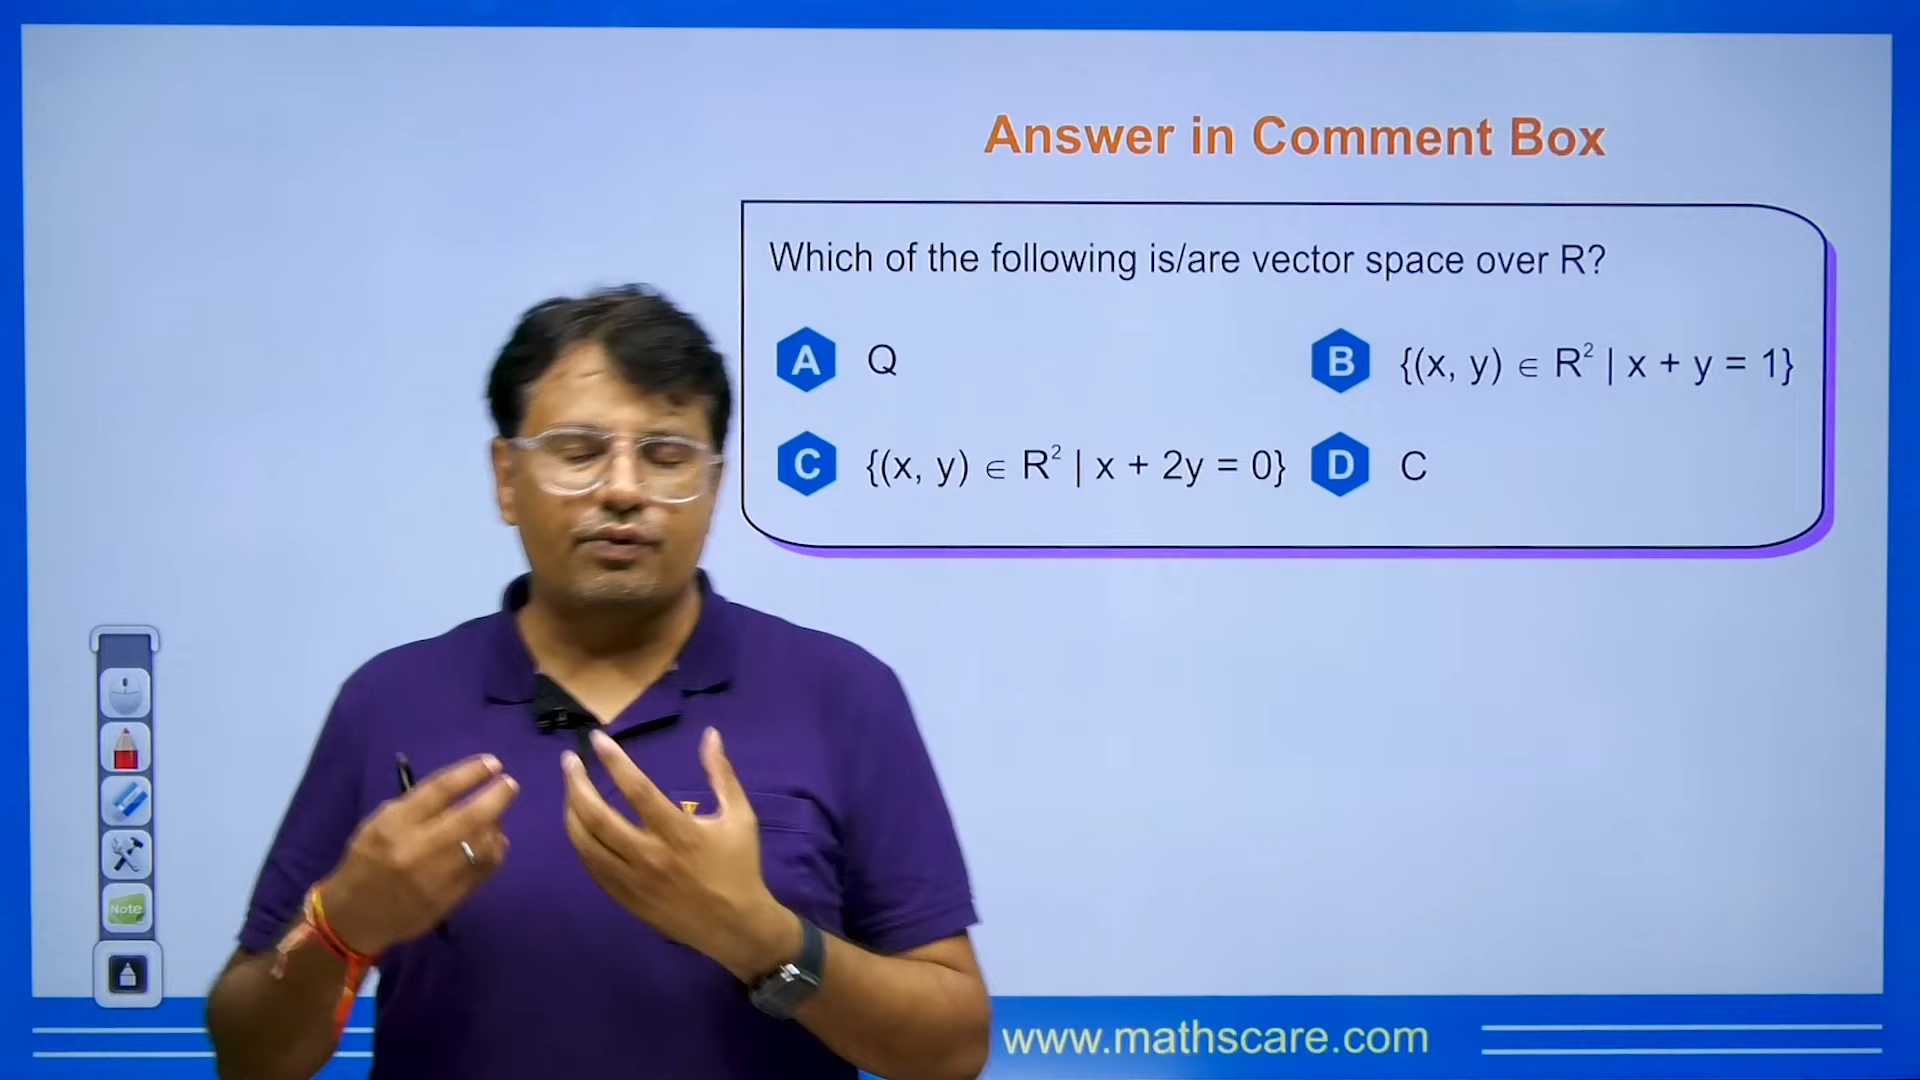 Answer in Comment Box
Which of the following is/are vector space over R?
A Q
B {(x, y) ∈ R² | x + y = 1}
C {(x, y) ∈ R² | x + 2y = 0}
D C
Note
www.mathscare.com